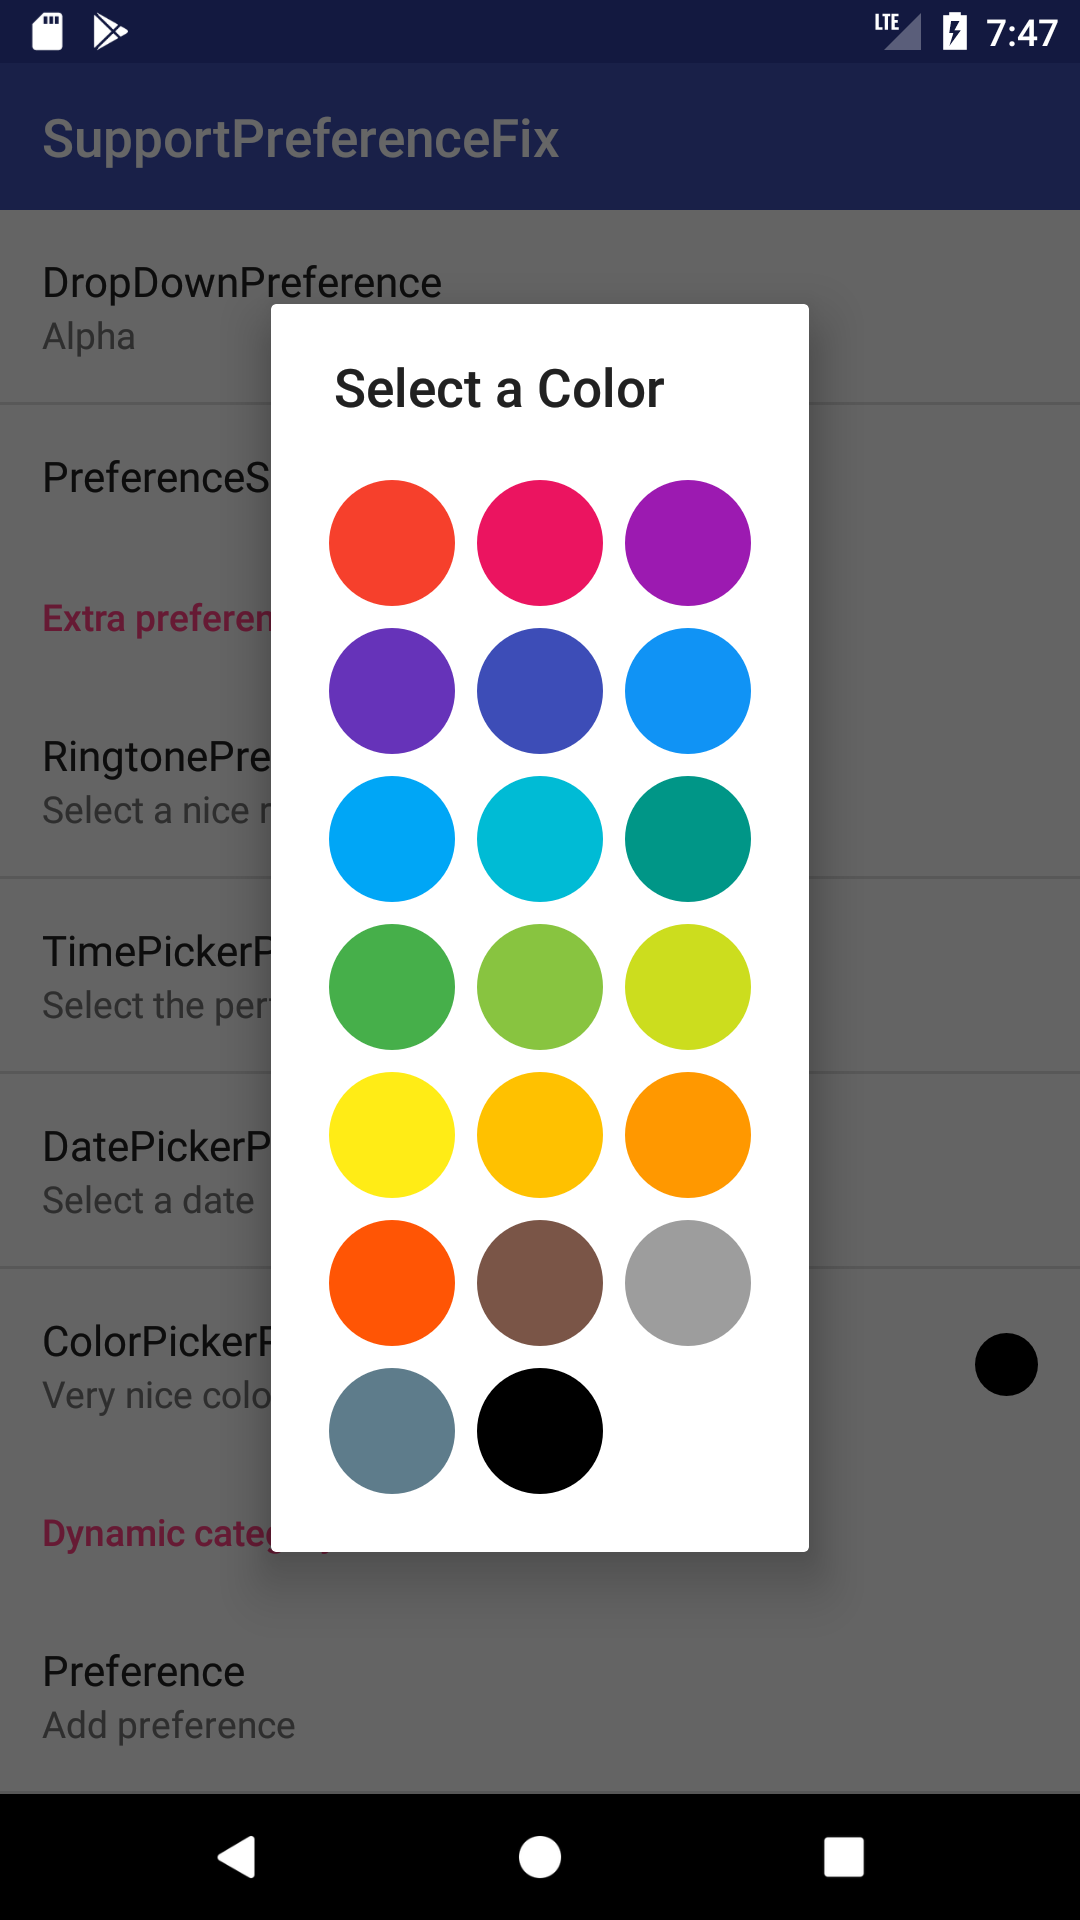 LTE 7:47
SupportPreferenceFix
DropDownPreference
Alpha
Select a Color
PreferenceS
Extra preferen
RingtonePre
Select a nice r
TimePickerP
Select the per
DatePickerP
Select a date
ColorPickerP
Very nice colo
Dynamic category
Preference
Add preference